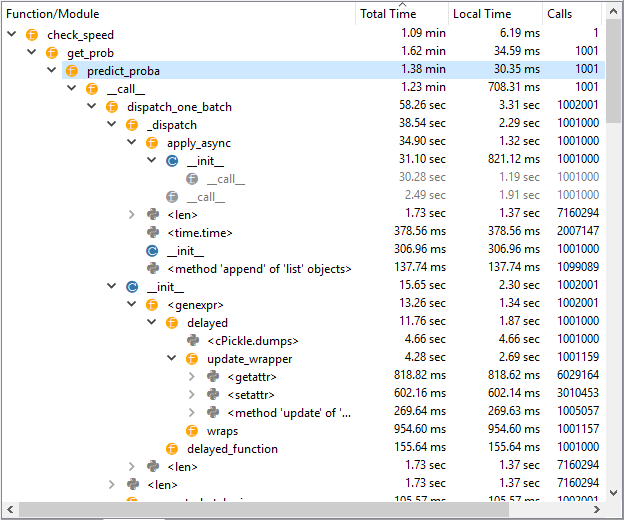 Function/Module Total Time Local Time Calls
check_speed 1.09 min 6.19 ms 1
get_prob 1.62 min 34.59 ms 1001
predict_proba 1.38 min 30.35 ms 1001
__call__ 1.23 min 708.31 ms 1001
dispatch_one_batch 58.26 sec 3.31 sec 1002001
_dispatch 38.54 sec 2.29 sec 1001000
apply_async 34.90 sec 1.32 sec 1001000
__init__ 31.10 sec 821.12 ms 1001000
__call__ 30.28 sec 1.19 sec 1001000
__call__ 2.49 sec 1.91 sec 1001000
<len> 1.73 sec 1.37 sec 7160294
<time.time> 378.56 ms 378.56 ms 2007147
__init__ 306.96 ms 306.96 ms 1001000
<method 'append' of 'list' objects> 137.74 ms 137.74 ms 1099089
__init__ 15.65 sec 2.30 sec 1002001
<genexpr> 13.26 sec 1.34 sec 1002001
delayed 11.76 sec 1.87 sec 1001000
<cPickle.dumps> 4.66 sec 4.66 sec 1001000
update_wrapper 4.28 sec 2.69 sec 1001159
<getattr> 818.82 ms 818.62 ms 6029164
<setattr> 602.16 ms 602.14 ms 3010453
<method 'update' of '... 269.64 ms 269.63 ms 1005057
wraps 954.60 ms 954.60 ms 1001157
delayed_function 155.64 ms 155.64 ms 1001000
<len> 1.73 sec 1.37 sec 7160294
<len> 1.73 sec 1.37 sec 7160294
105.57 ms 105.57 ms 1002001